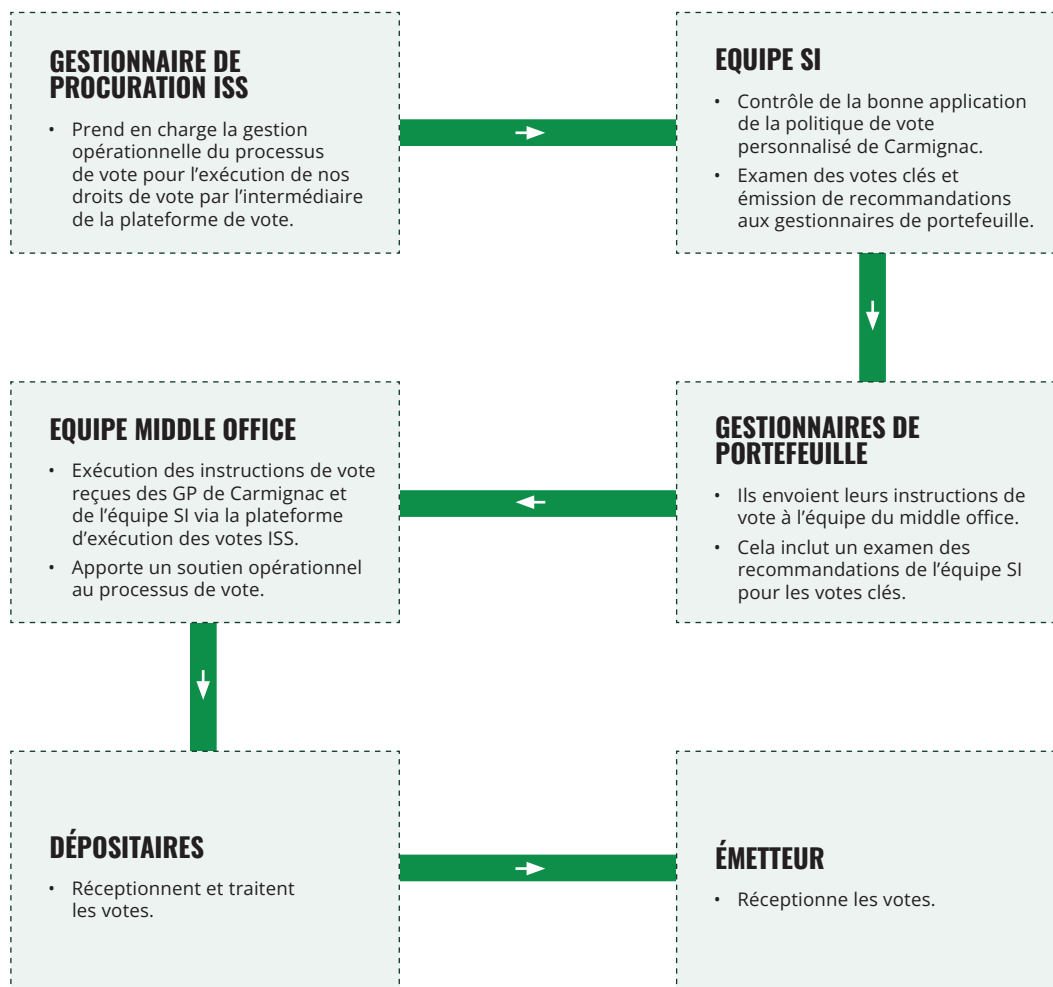 GESTIONNAIRE DE
PROCURATION ISS
• Prend en charge la gestion
opérationnelle du processus
de vote pour l’exécution de nos
droits de vote par l’intermédiaire
de la plateforme de vote.
EQUIPE SI
• Contrôle de la bonne application
de la politique de vote
personnalisé de Carmignac.
• Examen des votes clés et
émission de recommandations
aux gestionnaires de portefeuille.
GESTIONNAIRES DE
PORTEFEUILLE
• Ils envoient leurs instructions de
vote à l’équipe du middle office.
• Cela inclut un examen des
recommandations de l’équipe SI
pour les votes clés.
EQUIPE MIDDLE OFFICE
• Exécution des instructions de vote
reçues des GP de Carmignac et
de l’équipe SI via la plateforme
d’exécution des votes ISS.
• Apporte un soutien opérationnel
au processus de vote.
DÉPOSITAIRES
• Réceptionnent et traitent
les votes.
ÉMETTEUR
• Réceptionne les votes.